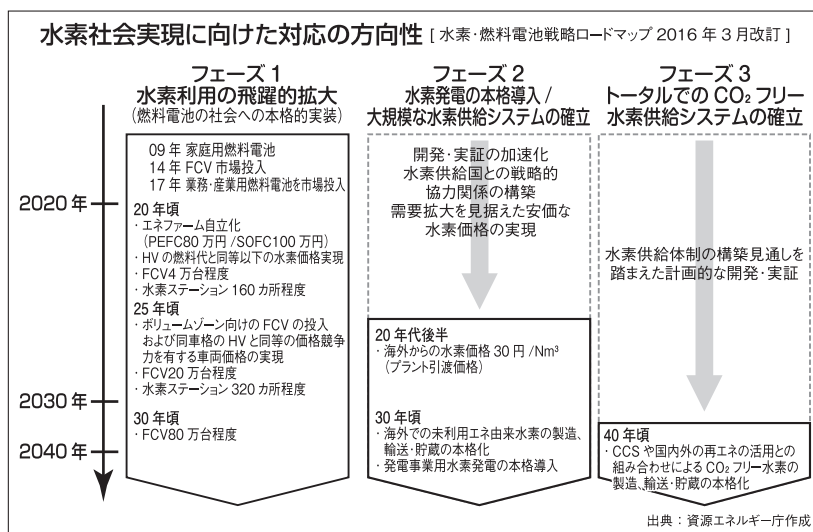 水素社会実現に向けた対応の方向性 [ 水素・燃料電池戦略ロードマップ 2016 年 3 月改訂 ]
フェーズ 1
水素利用の飛躍的拡大
(燃料電池の社会への本格的実装)
フェーズ 2
水素発電の本格導入 /
大規模な水素供給システムの確立
フェーズ 3
トータルでの CO₂ フリー
水素供給システムの確立
2020 年
2030 年
2040 年
09 年 家庭用燃料電池
14 年 FCV 市場投入
17 年 業務・産業用燃料電池を市場投入
20 年頃
・エネファーム自立化
(PEFC80 万円 /SOFC100 万円)
・HV の燃料代と同等以下の水素価格実現
・FCV4 万台程度
・水素ステーション 160 カ所程度
25 年頃
・ボリュームゾーン向けの FCV の投入
および同車格の HV と同等の価格競争
力を有する車両価格の実現
・FCV20 万台程度
・水素ステーション 320 カ所程度
30 年頃
・FCV80 万台程度
開発・実証の加速化
水素供給国との戦略的
協力関係の構築
需要拡大を見据えた安価な
水素価格の実現
20 年代後半
・海外からの水素価格 30 円 /Nm³
(プラント引渡価格)
30 年頃
・海外での未利用エネ由来水素の製造、
輸送・貯蔵の本格化
・発電事業用水素発電の本格導入
水素供給体制の構築見通しを
踏まえた計画的な開発・実証
40 年頃
・CCS や国内外の再エネの活用との
組み合わせによる CO₂ フリー水素の
製造、輸送・貯蔵の本格化
出典：資源エネルギー庁作成